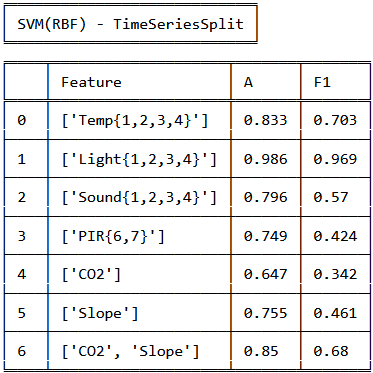 SVM(RBF) - TimeSeriesSplit
Feature A F1
0 ['Temp{1,2,3,4}'] 0.833 0.703
1 ['Light{1,2,3,4}'] 0.986 0.969
2 ['Sound{1,2,3,4}'] 0.796 0.57
3 ['PIR{6,7}'] 0.749 0.424
4 ['CO2'] 0.647 0.342
5 ['Slope'] 0.755 0.461
6 ['CO2', 'Slope'] 0.85 0.68